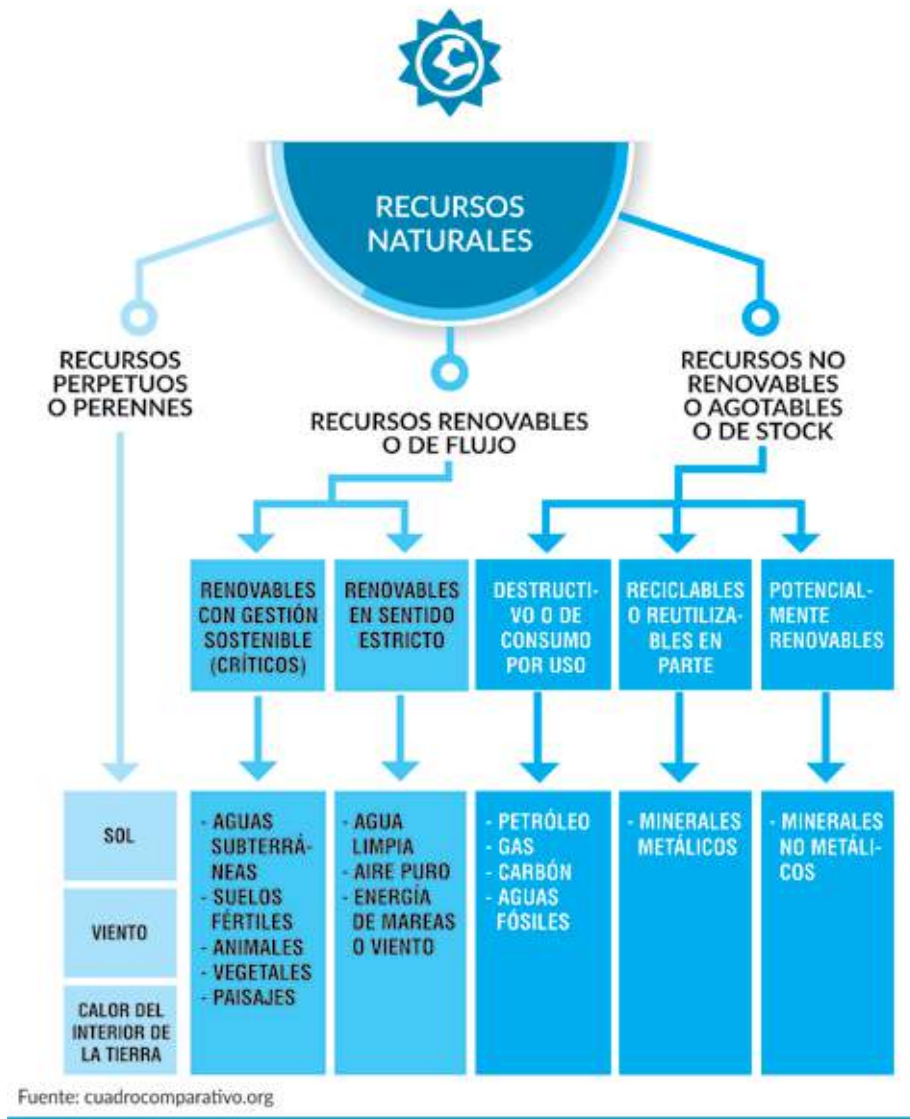 RECURSOS
NATURALES
RECURSOS
PERPETUOS
O PERENNES
RECURSOS RENOVABLES
O DE FLUJO
RECURSOS NO
RENOVABLES
O AGOTABLES
O DE STOCK
RENOVABLES
CON GESTIÓN
SOSTENIBLE
(CRÍTICOS)
RENOVABLES
EN SENTIDO
ESTRICTO
DESTRUCTI-
VO O DE
CONSUMO
POR USO
RECICLABLES
O REUTILIZA-
BLES EN
PARTE
POTENCIAL-
MENTE
RENOVABLES
SOL
VIENTO
CALOR DEL
INTERIOR DE
LA TIERRA
- AGUAS
SUBTERRÁ-
NEAS
- SUELOS
FÉRTILES
- ANIMALES
- VEGETALES
- PAISAJES
- AGUA
LIMPIA
- AIRE PURO
- ENERGÍA
DE MAREAS
O VIENTO
- PETRÓLEO
- GAS
- CARBÓN
- AGUAS
FÓSILES
- MINERALES
METÁLICOS
- MINERALES
NO METÁLI-
COS
Fuente: cuadrocomparativo.org